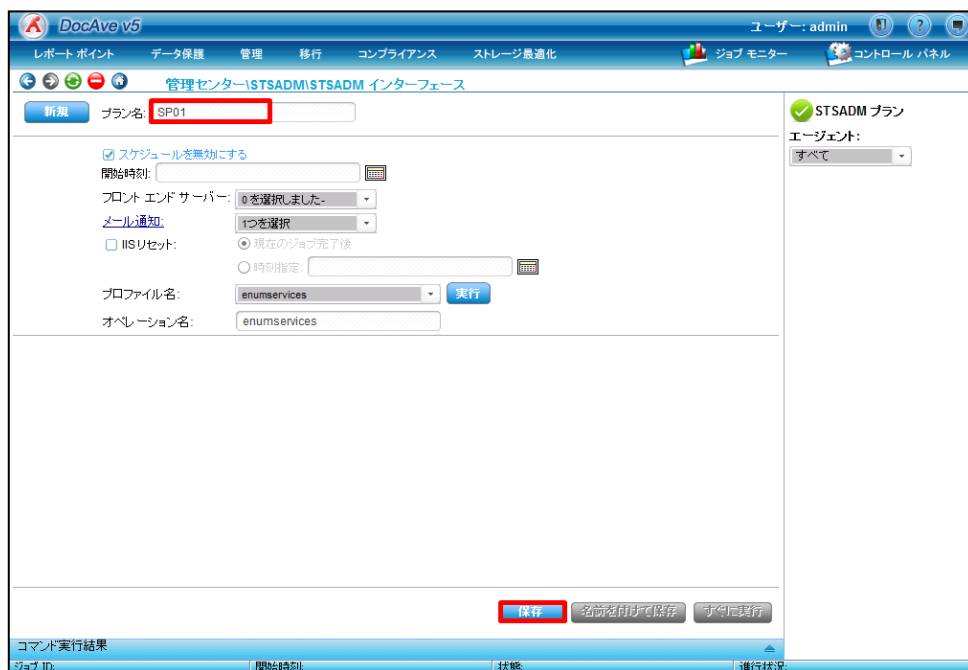 DocAve v5
ユーザー: admin
レポート ポイント データ保護 管理 移行 コンプライアンス ストレージ最適化 ジョブ モニター コントロール パネル
管理センター\STSADM\STSADM インターフェース
新規 プラン名: SP01
スケジュールを無効にする
開始時刻:
フロント エンド サーバー: 0を選択しました-
メール通知: 1つを選択
IISリセット: 現在のジョブ完了後
時刻指定:
プロファイル名: enumservices 実行
オペレーション名: enumservices
保存 名前を付けて保存 すぐに実行
STSADM プラン
エージェント:
すべて
コマンド実行結果
ジョブ ID: 開始時刻: 状態: 進行状況: